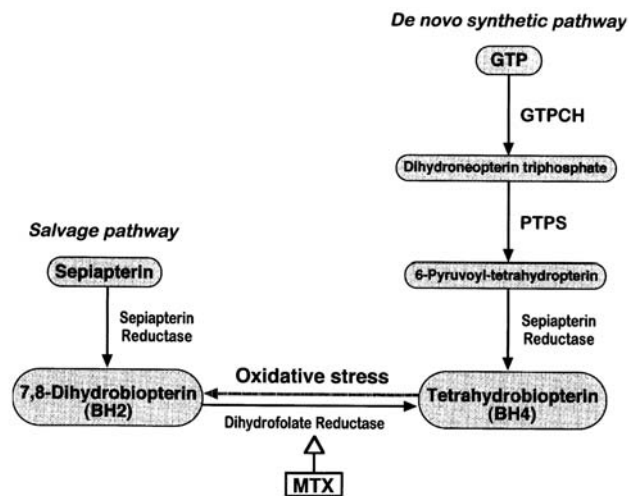 De novo synthetic pathway
GTP
GTPCH
Dihydroneopterin triphosphate
PTPS
Salvage pathway
Sepiapterin
6-Pyruvoyl-tetrahydropterin
Sepiapterin
Reductase
Sepiapterin
Reductase
7,8-Dihydrobiopterin
(BH2)
Oxidative stress
Dihydrofolate Reductase
Tetrahydrobiopterin
(BH4)
MTX